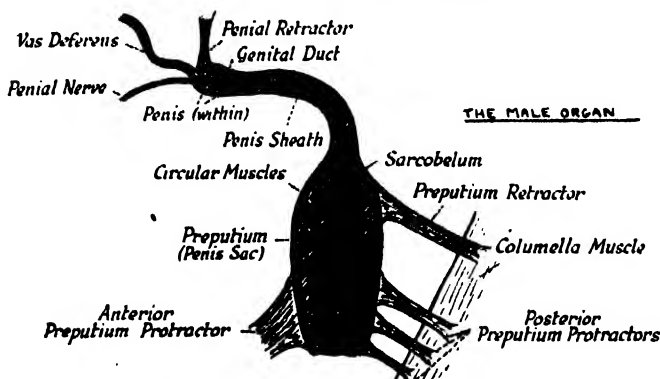 Penial Retractor
Vas Deferens
Genital Duct
Penial Nerve
Penis (within)
THE MALE ORGAN
Penis Sheath
Sarcobelum
Circular Muscles
Preputium Retractor
Preputium
(Penis Sac)
Columella Muscle
Anterior
Preputium Protractor
Posterior
Preputium Protractors